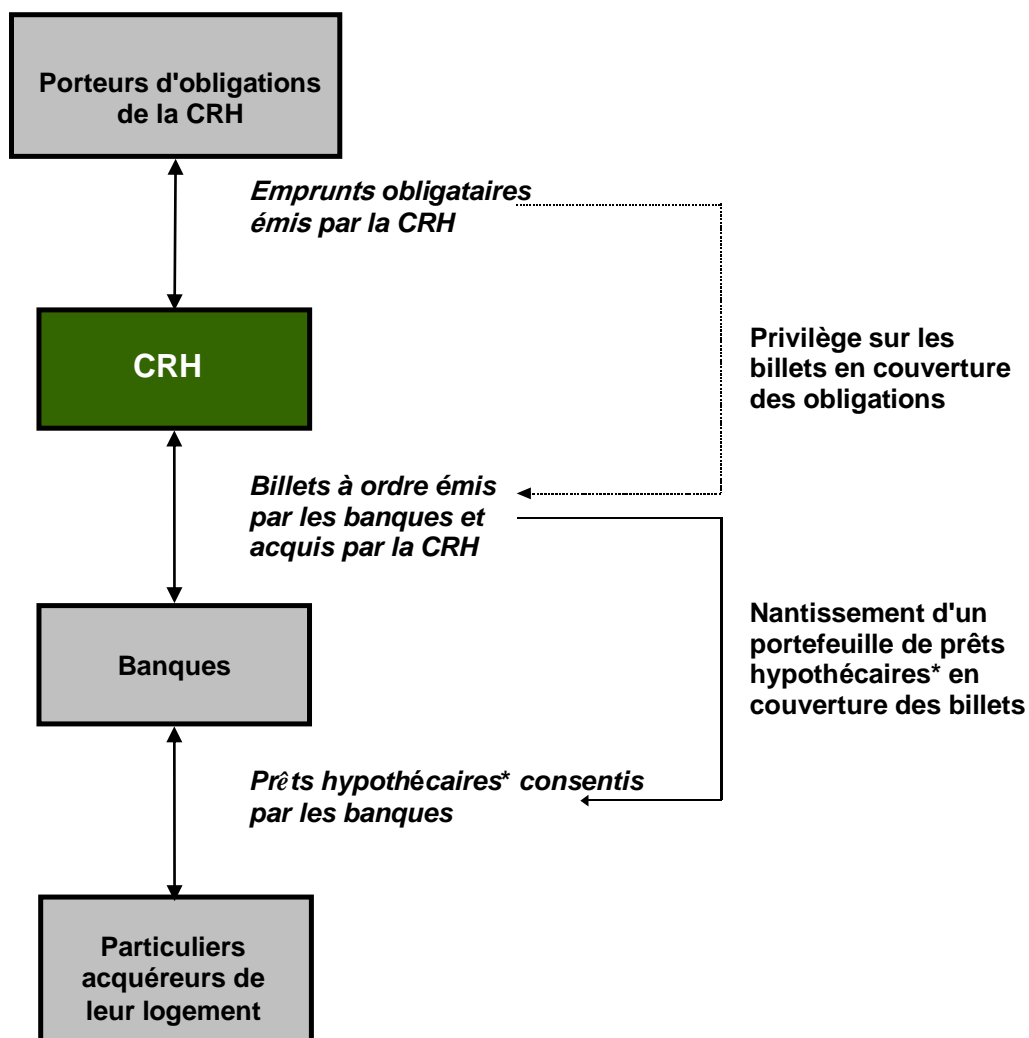 Porteurs d'obligations
de la CRH
Emprunts obligataires
émis par la CRH
CRH
Privilège sur les
billets en couverture
des obligations
Billets à ordre émis
par les banques et
acquis par la CRH
Banques
Nantissement d'un
portefeuille de prêts
hypothécaires* en
couverture des billets
Prêts hypothécaires* consentis
par les banques
Particuliers
acquéreurs de
leur logement